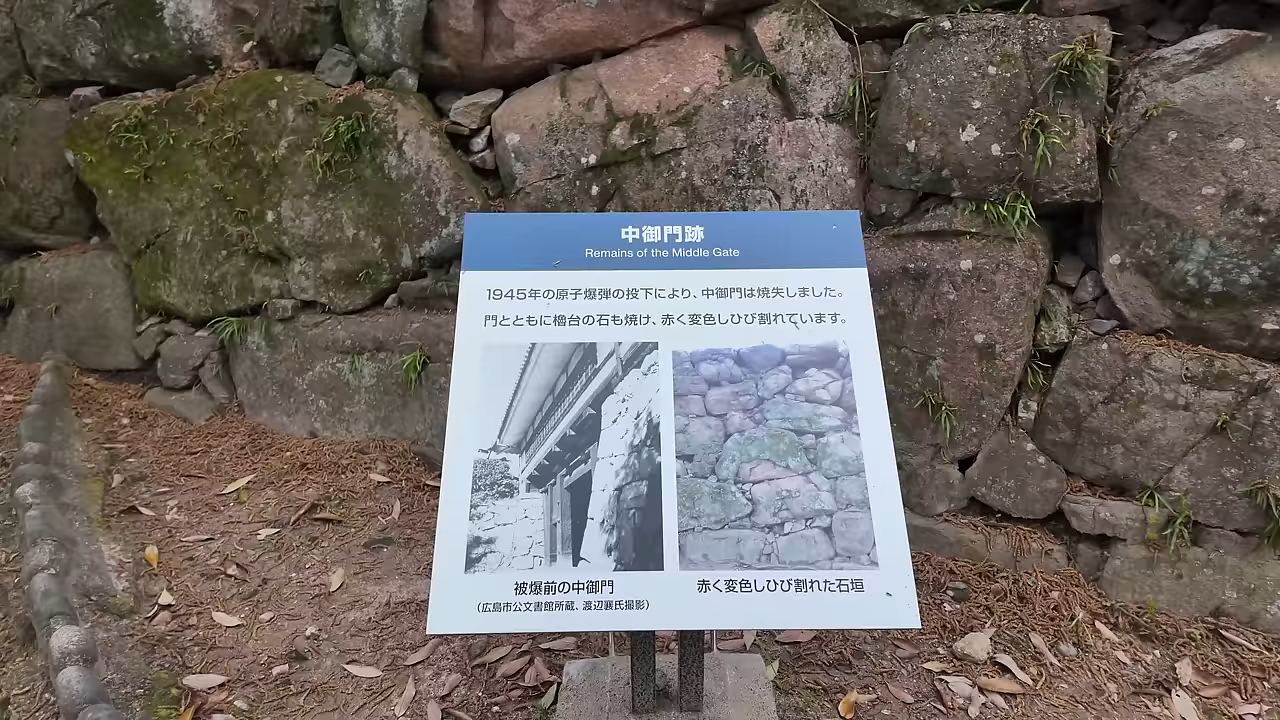 中御門跡
Remains of the Middle Gate
1945年の原子爆弾の投下により、中御門は焼失しました。
門とともに櫓台の石も焼け、赤く変色しひび割れています。
被爆前の中御門
(広島市公文書館所蔵、渡辺襄氏撮影)
赤く変色しひび割れた石垣